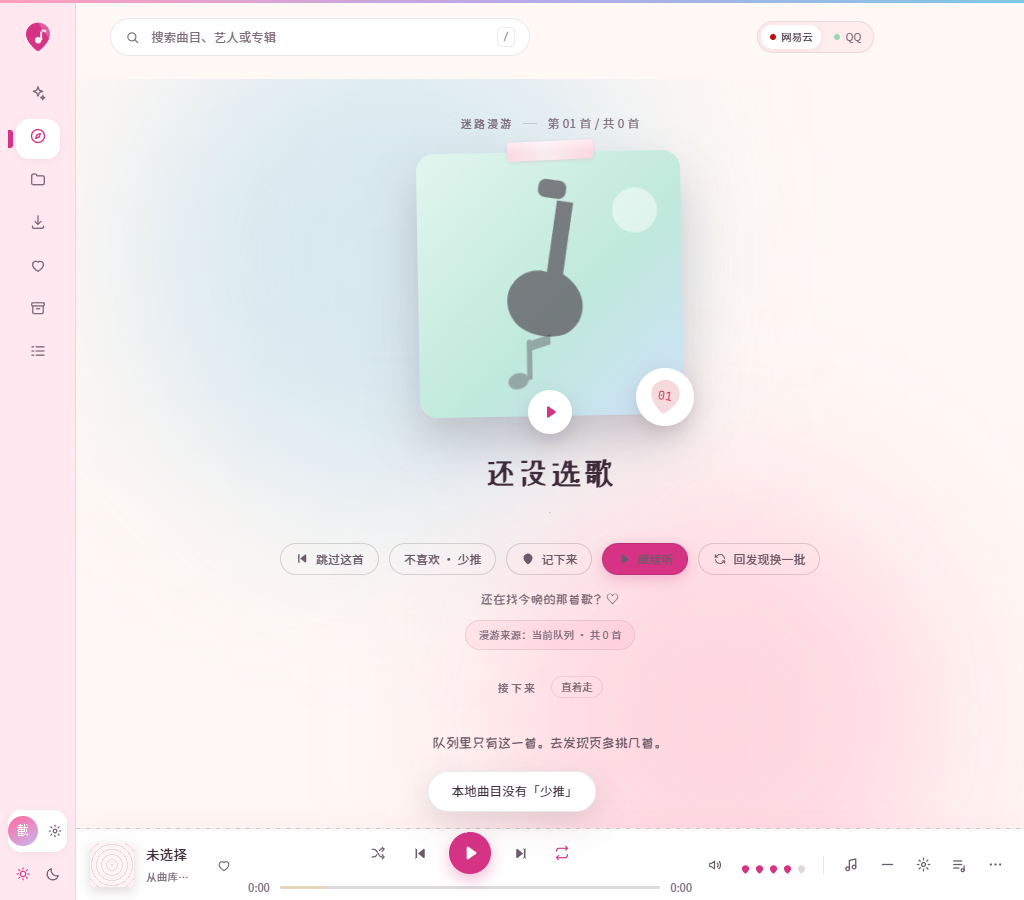 搜索曲目、艺人或专辑
/
网易云
QQ
迷路漫游 — 第 01 首 / 共 0 首
01
还没选歌
·
跳过这首
不喜欢 · 少推
记下来
继续听
回发现换一批
还在找今晚的那首歌？♡
漫游来源：当前队列 · 共 0 首
接下来
直着走
队列里只有这一首。去发现页多挑几首。
本地曲目没有「少推」
截
未选择
从曲库…
0:00
0:00